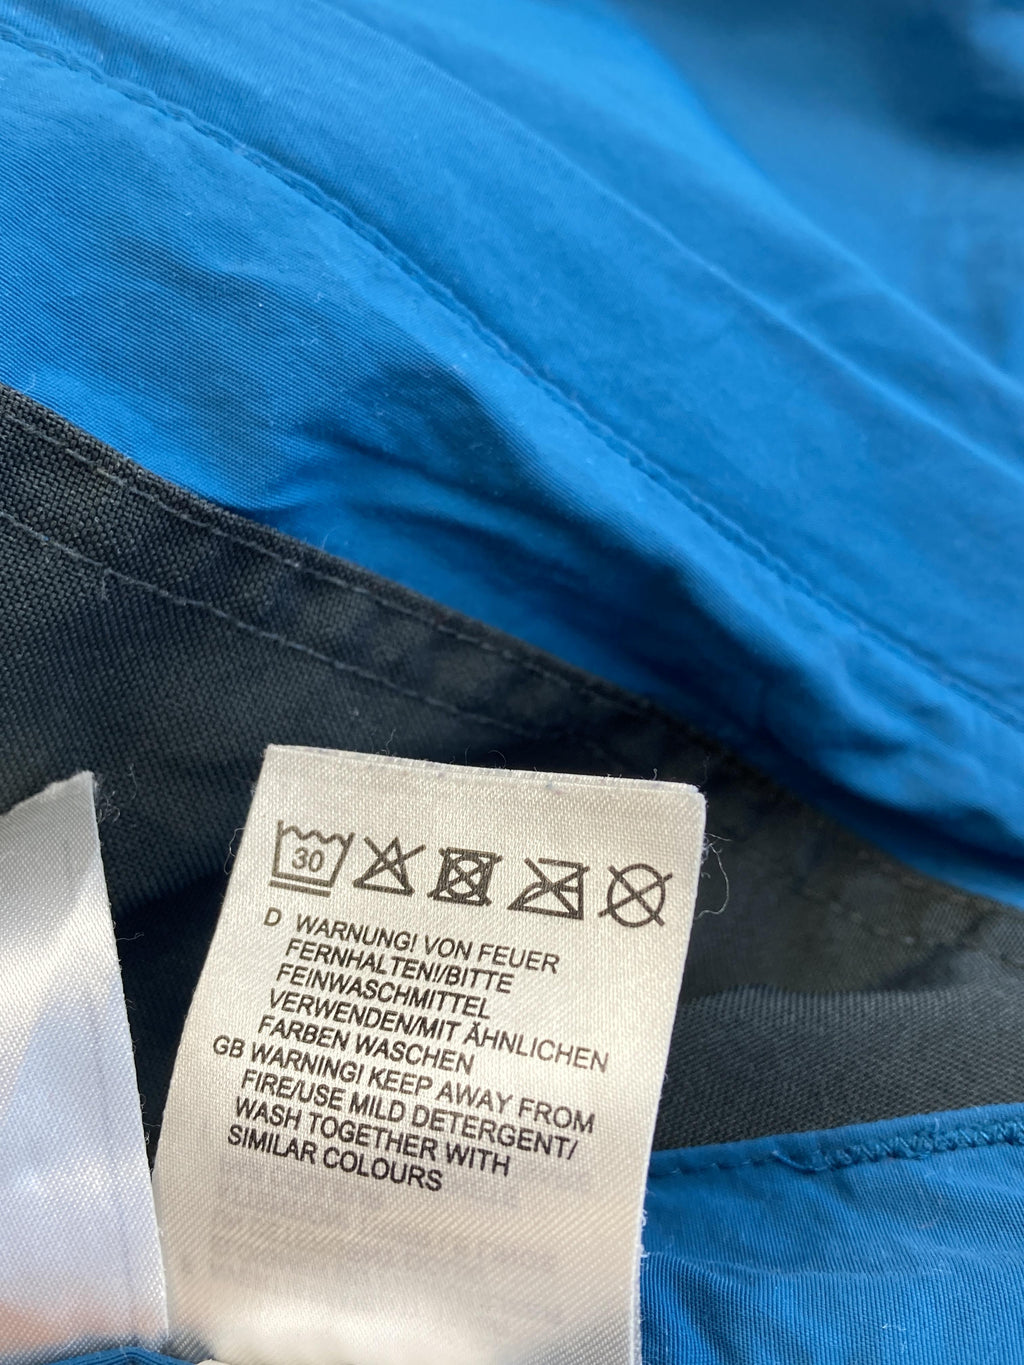 30
D WARNUNG! VON FEUER
FERNHALTEN!/BITTE
FEINWASCHMITTEL
VERWENDEN/MIT ÄHNLICHEN
FARBEN WASCHEN
GB WARNING! KEEP AWAY FROM
FIRE/USE MILD DETERGENT/
WASH TOGETHER WITH
SIMILAR COLOURS